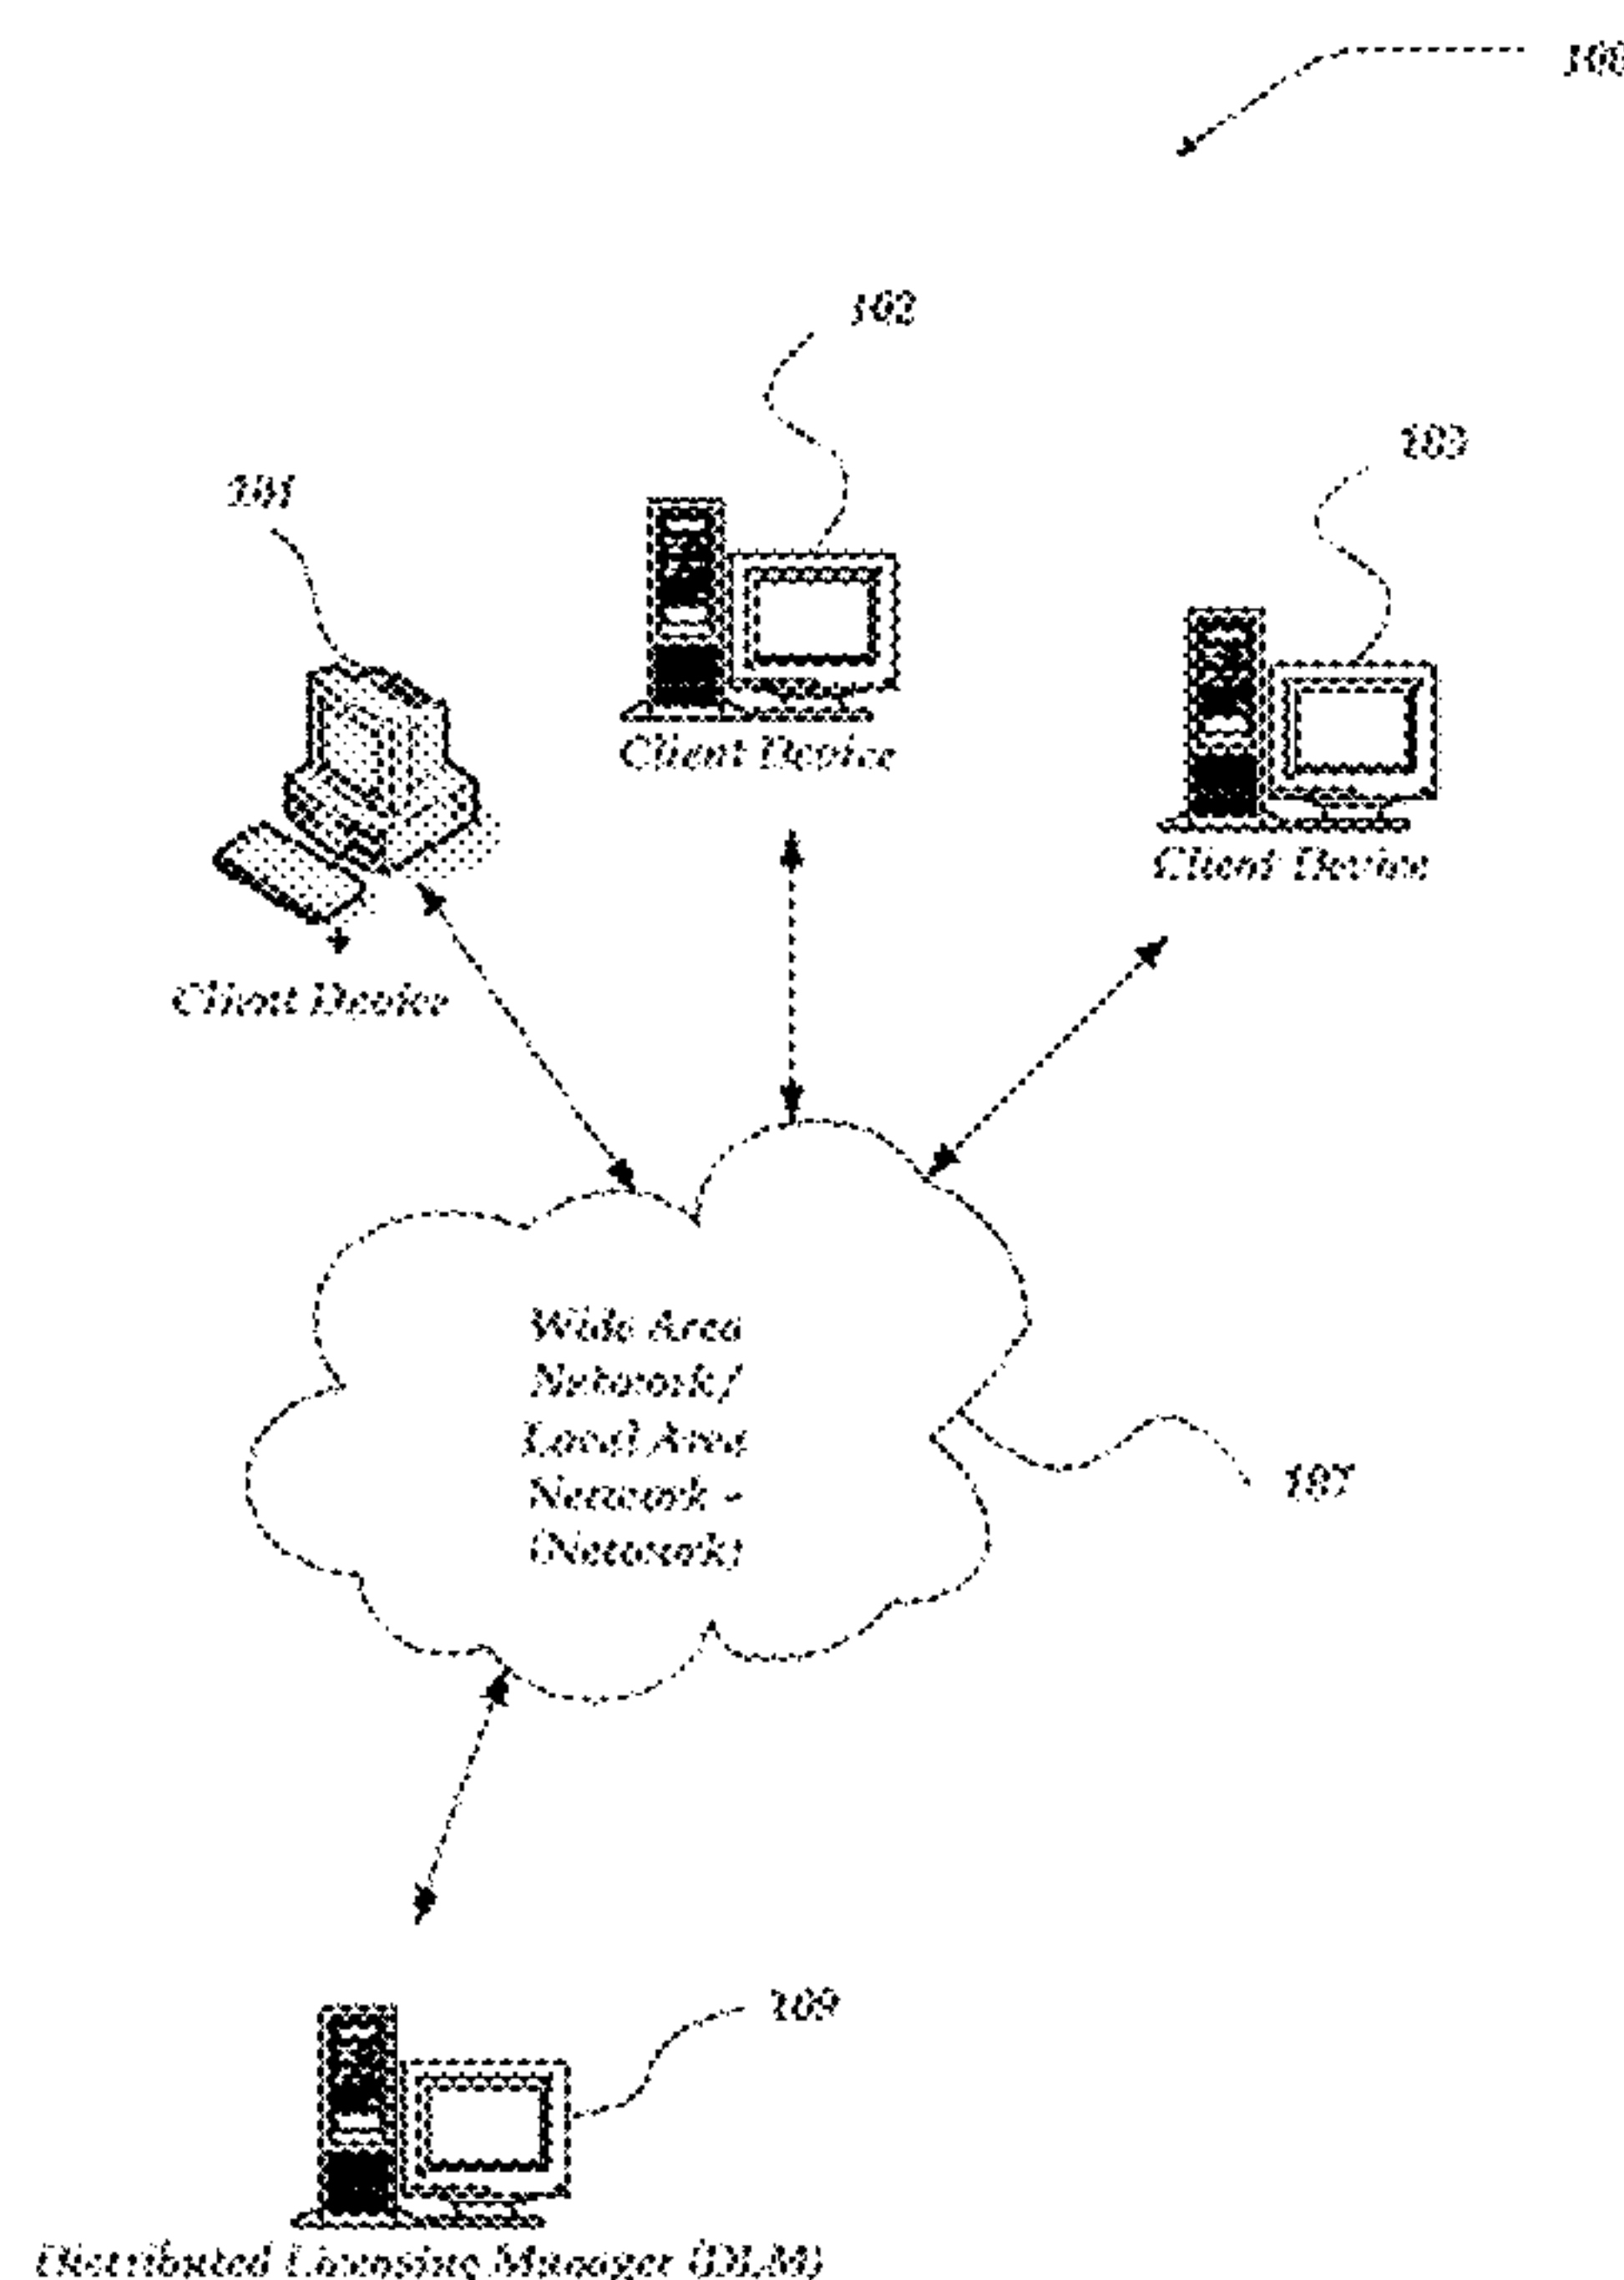 102
103
101
Client Device
Client Device
Client Device
Wide Area
Network/
Local Area
Network -
(Network)
107
109
Distributed Licensing Manager (DLM)